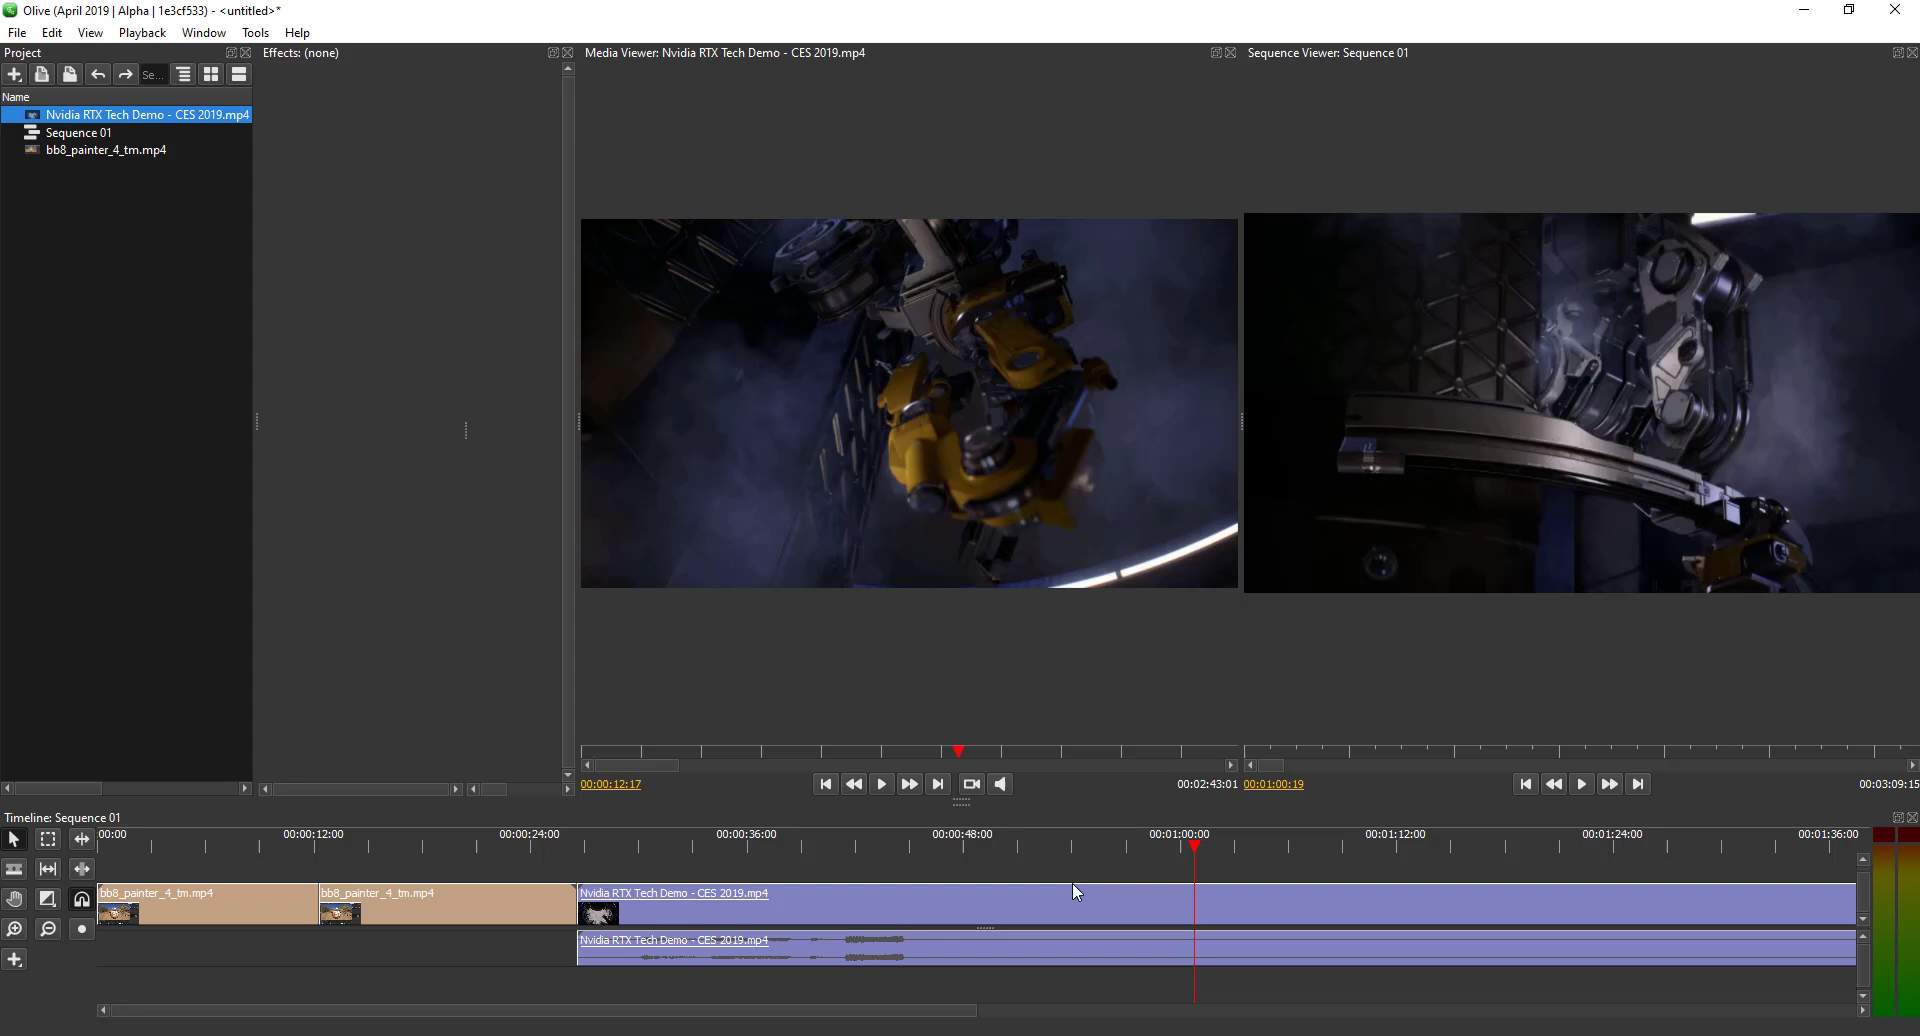 Olive (April 2019 | Alpha | 1e3cf533) - <untitled>*
File Edit View Playback Window Tools Help
Project
Effects: (none)
Media Viewer: Nvidia RTX Tech Demo - CES 2019.mp4
Sequence Viewer: Sequence 01
Se...
Name
Nvidia RTX Tech Demo - CES 2019.mp4
Sequence 01
bb8_painter_4_tm.mp4
00:00:12:17
00:02:43:01
00:01:00:19
00:03:09:15
Timeline: Sequence 01
00:00 00:00:12:00 00:00:24:00 00:00:36:00 00:00:48:00 00:01:00:00 00:01:12:00 00:01:24:00 00:01:36:00
bb8_painter_4_tm.mp4 bb8_painter_4_tm.mp4 Nvidia RTX Tech Demo - CES 2019.mp4
Nvidia RTX Tech Demo - CES 2019.mp4